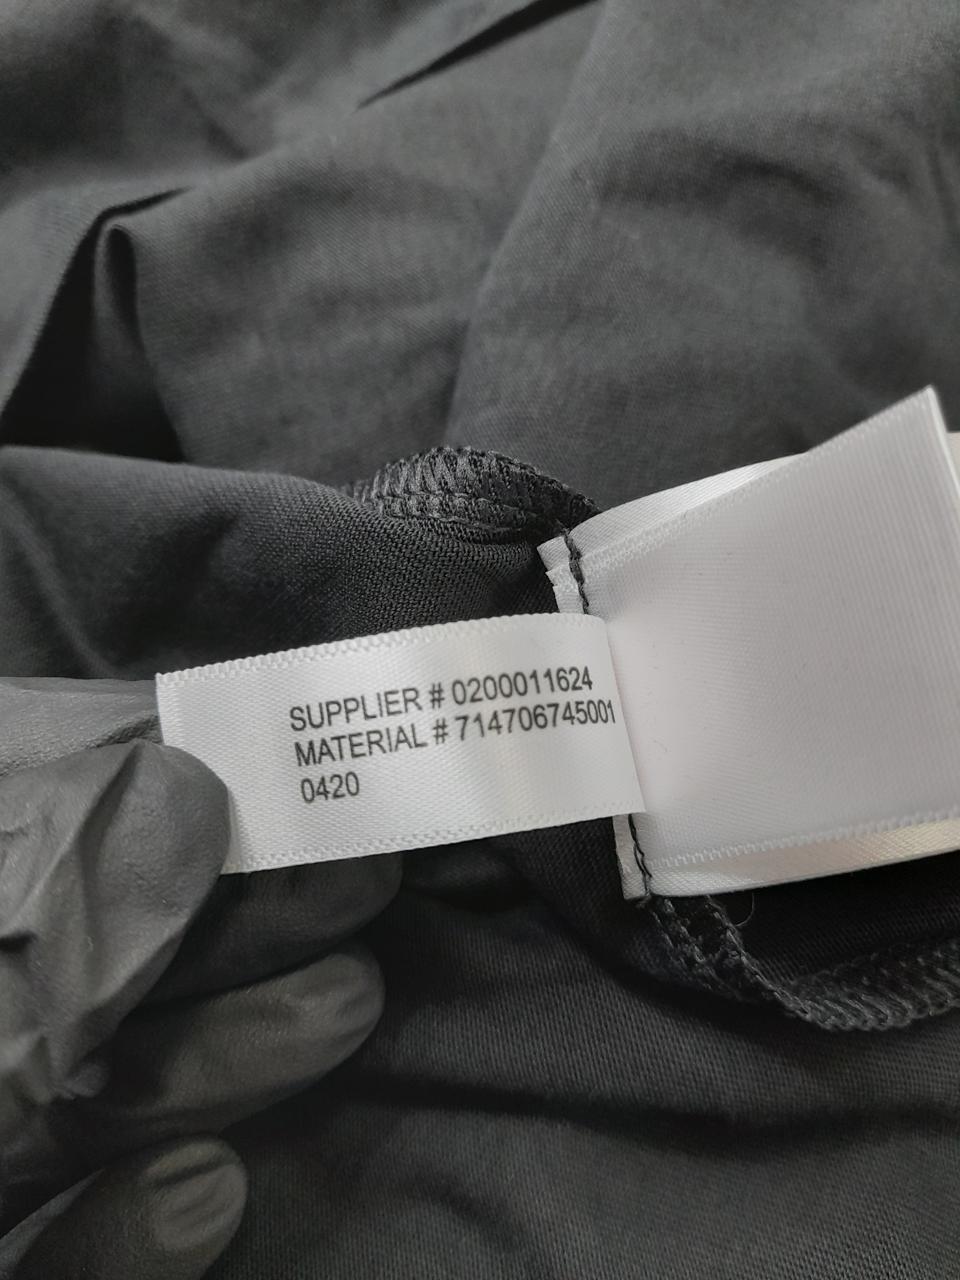 SUPPLIER # 0200011624
MATERIAL # 714706745001
0420